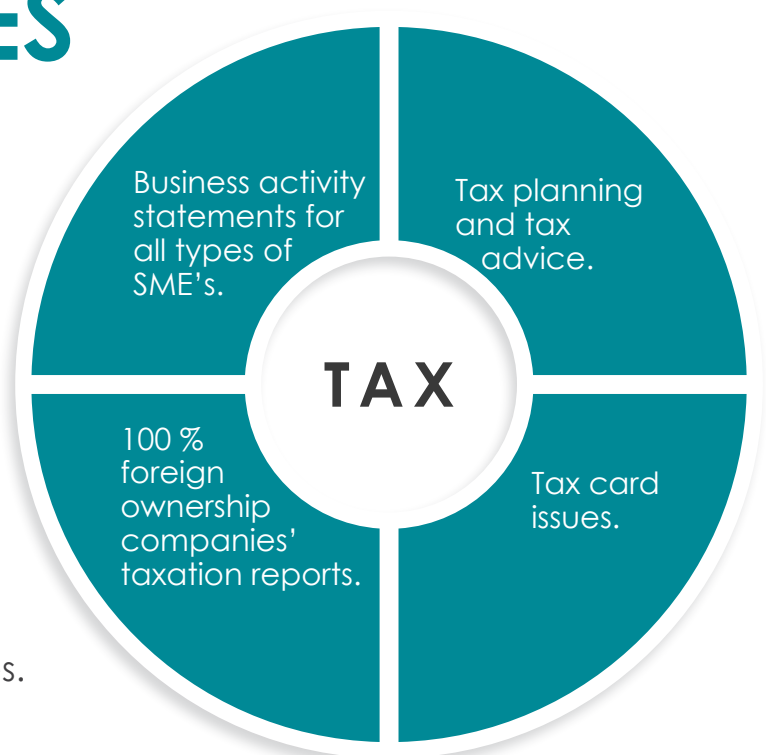 ES
Business activity
statements for
all types of
SME’s.
Tax planning
and tax
advice.
TAX
100 %
foreign
ownership
companies’
taxation reports.
Tax card
issues.
s.